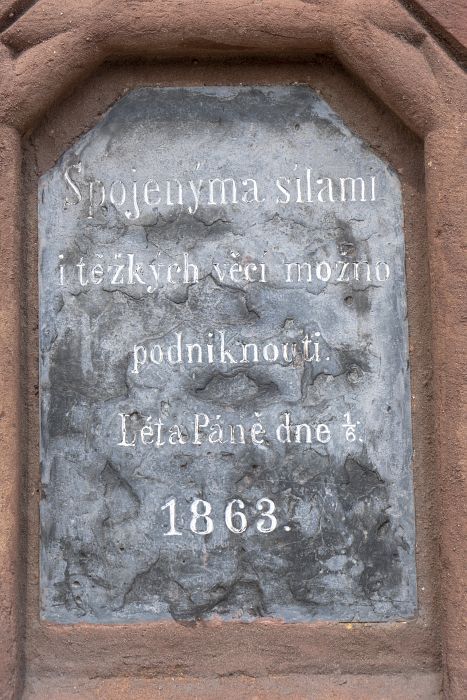 Spojenýma silami
i těžkých věcí možno
podniknouti.
Léta Páně dne 1/6.
1863.